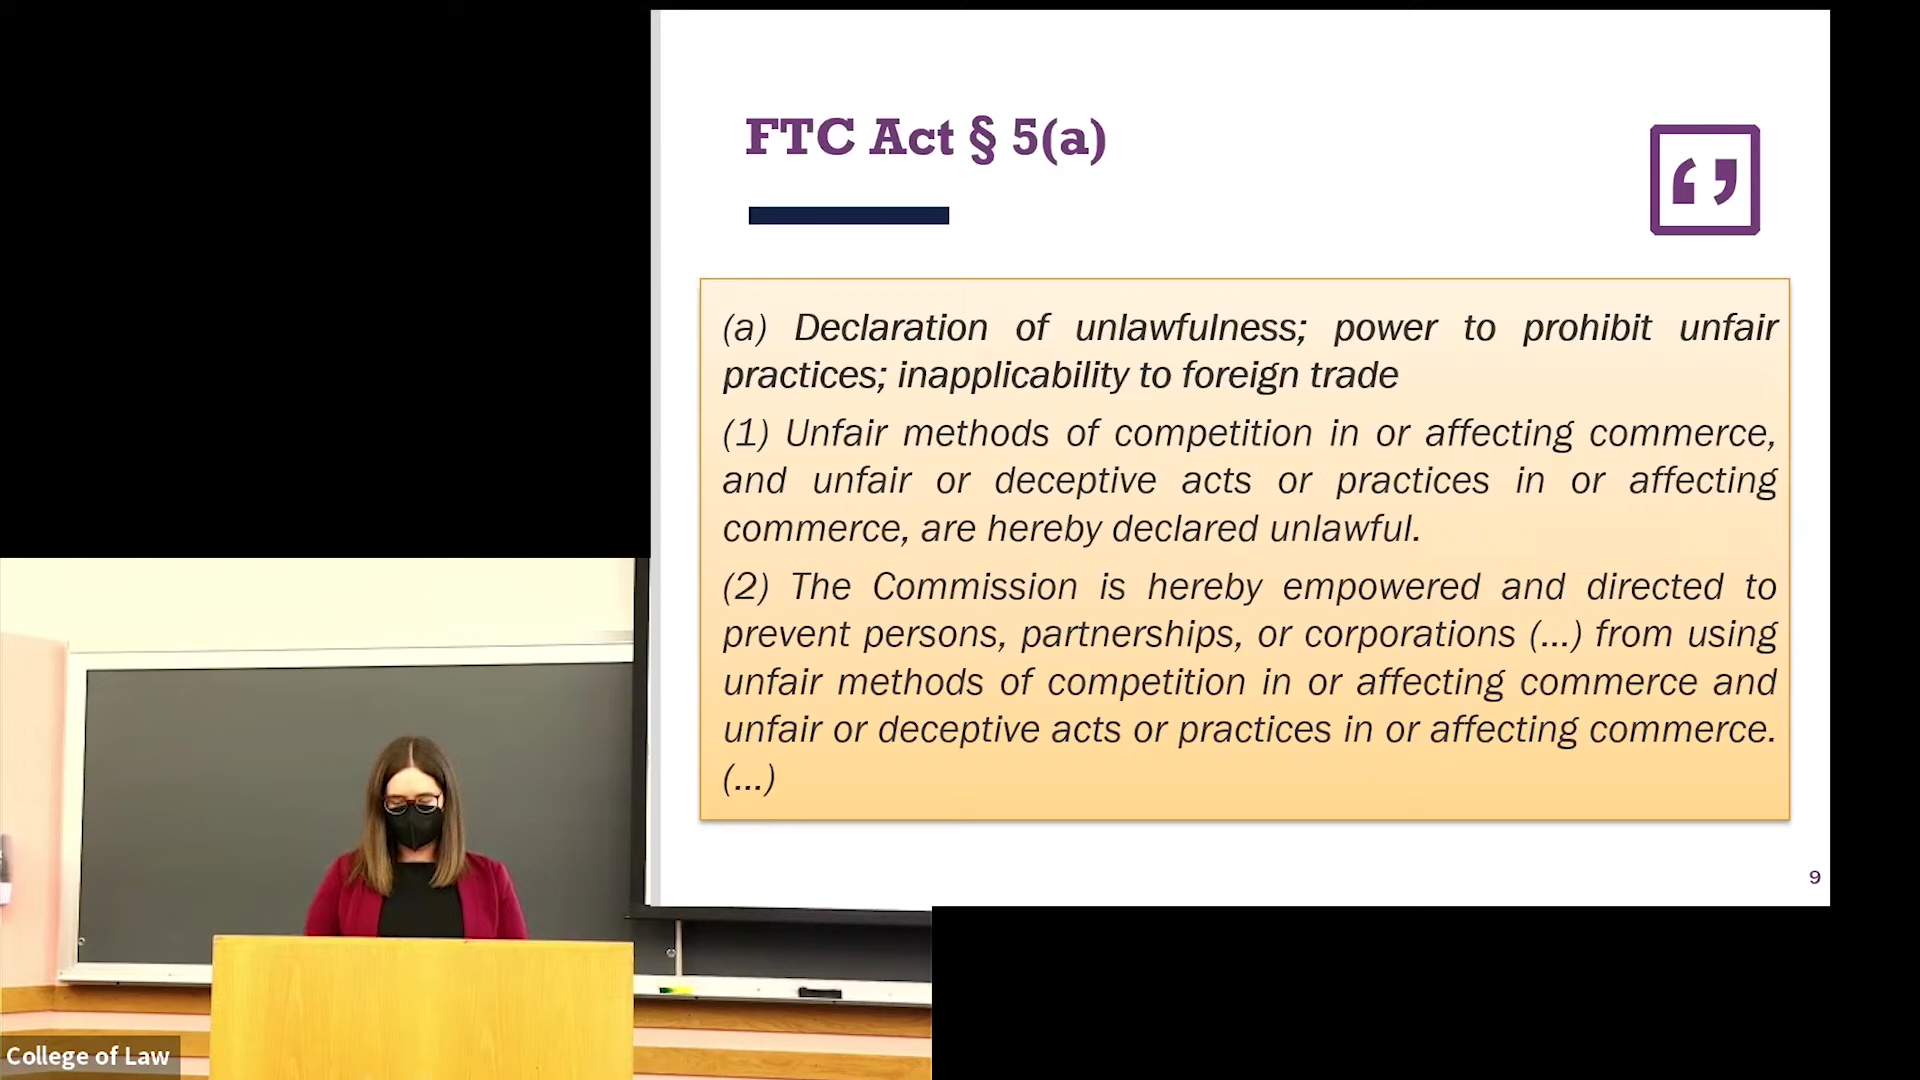 FTC Act § 5(a)
(a) Declaration of unlawfulness; power to prohibit unfair
practices; inapplicability to foreign trade
(1) Unfair methods of competition in or affecting commerce,
and unfair or deceptive acts or practices in or affecting
commerce, are hereby declared unlawful.
(2) The Commission is hereby empowered and directed to
prevent persons, partnerships, or corporations (...) from using
unfair methods of competition in or affecting commerce and
unfair or deceptive acts or practices in or affecting commerce.
(...)
9
College of Law